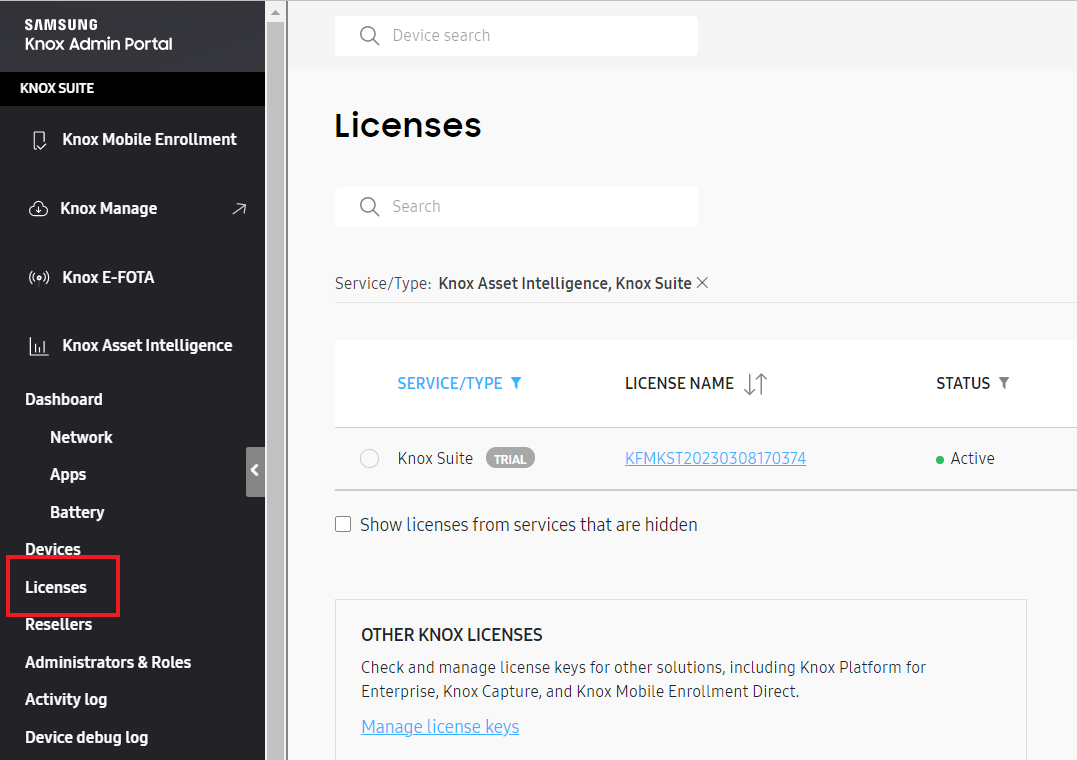 SAMSUNG
Knox Admin Portal
KNOX SUITE
Knox Mobile Enrollment
Knox Manage
Knox E-FOTA
Knox Asset Intelligence
Dashboard
Network
Apps
Battery
Devices
Licenses
Resellers
Administrators & Roles
Activity log
Device debug log
Device search
Licenses
Search
Service/Type: Knox Asset Intelligence, Knox Suite
SERVICE/TYPE LICENSE NAME STATUS
Knox Suite TRIAL KFMKST20230308170374 Active
Show licenses from services that are hidden
OTHER KNOX LICENSES
Check and manage license keys for other solutions, including Knox Platform for
Enterprise, Knox Capture, and Knox Mobile Enrollment Direct.
Manage license keys